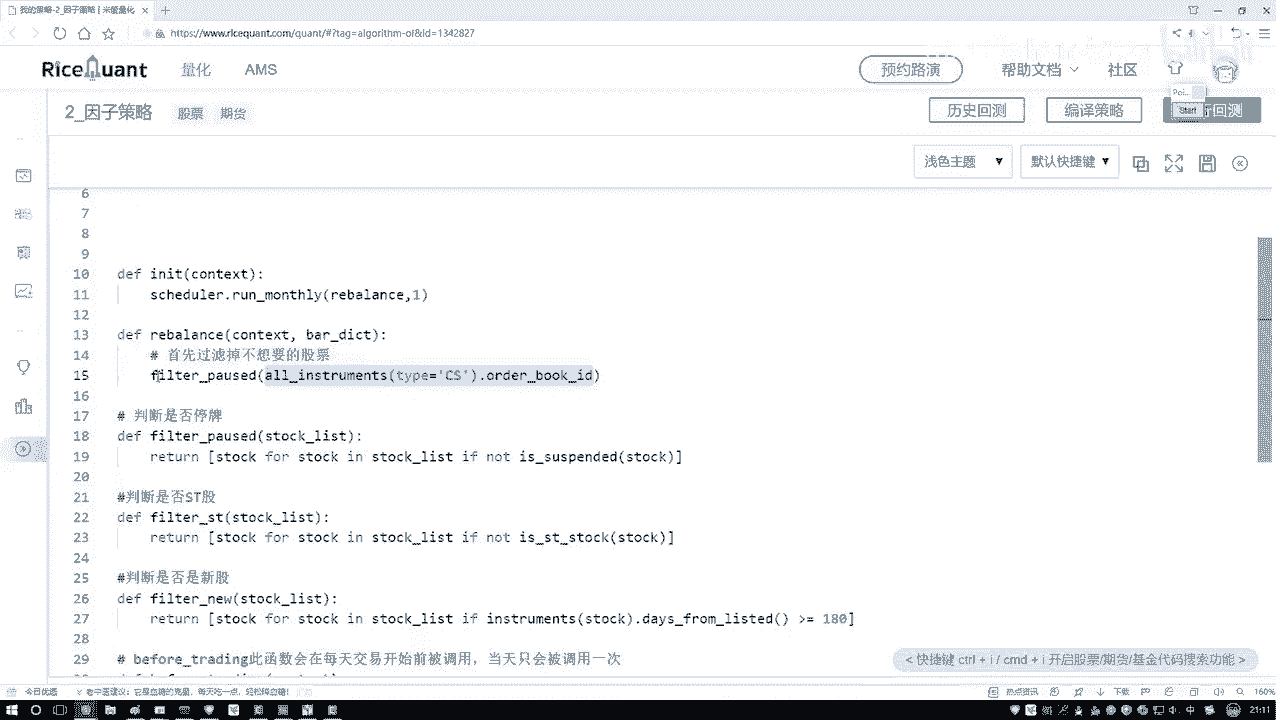 我的策略-2_因子策略 | 米筐量化
https://www.ricequant.com/quant/#?tag=algorithm-of&id=1342827
RiceQuant 量化 AMS 预约路演 帮助文档 社区
Poi...
Start
2_因子策略 股票 期货 历史回测 编译策略 回测
浅色主题 默认快捷键
6
7
8
9
10 def init(context):
11 scheduler.run_monthly(rebalance,1)
12
13 def rebalance(context, bar_dict):
14 # 首先过滤掉不想要的股票
15 filter_paused(all_instruments(type='CS').order_book_id)
16
17 # 判断是否停牌
18 def filter_paused(stock_list):
19 return [stock for stock in stock_list if not is_suspended(stock)]
20
21 #判断是否ST股
22 def filter_st(stock_list):
23 return [stock for stock in stock_list if not is_st_stock(stock)]
24
25 #判断是否是新股
26 def filter_new(stock_list):
27 return [stock for stock in stock_list if instruments(stock).days_from_listed() >= 180]
28
29 # before_trading此函数会在每天交易开始前被调用，当天只会被调用一次
< 快捷键 ctrl + i / cmd + i 开启股票/期货/基金代码搜索功能 >
今日优选 热点资讯 下载 160%
中 21:11